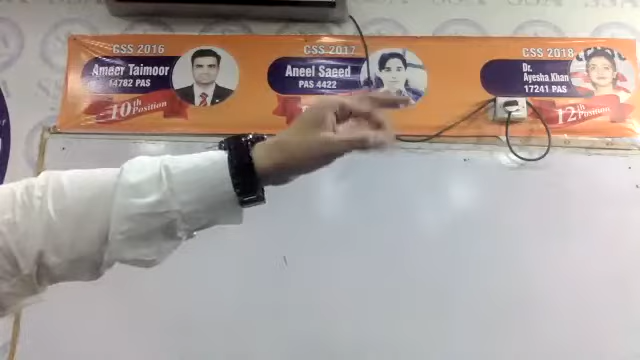 CSS 2016
Ameer Taimoor
14782 PAS
10th Position
CSS 2017
Aneel Saeed
PAS 4422
CSS 2018
Dr. Ayesha Khan
17241 PAS
12th Position